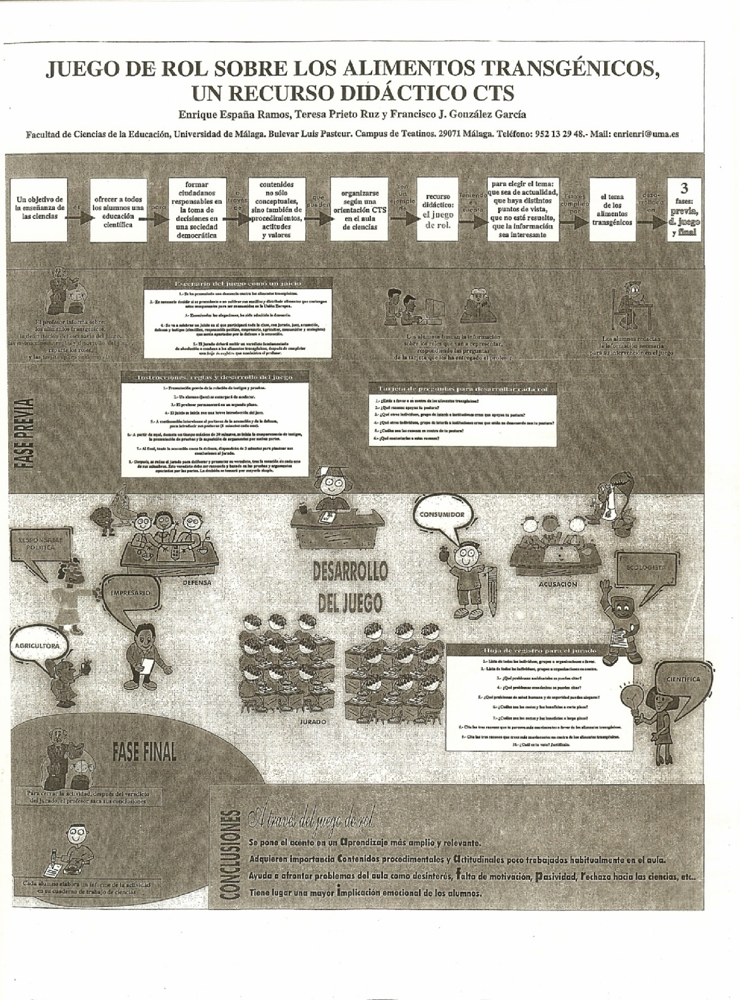 JUEGO DE ROL SOBRE LOS ALIMENTOS TRANSGÉNICOS,
UN RECURSO DIDÁCTICO CTS
Enrique España Ramos, Teresa Prieto Ruz y Francisco J. González García
Facultad de Ciencias de la Educación, Universidad de Málaga. Bulevar Luis Pasteur. Campus de Teatinos. 29071 Málaga. Teléfono: 952 13 29 48.- Mail: enrienri@uma.es
Un objetivo de
la enseñanza de
las ciencias
es
ofrecer a todos
los alumnos una
educación
científica
para
formar
ciudadanos
responsables en
la toma de
decisiones en
una sociedad
democrática
a
través
de
contenidos
no sólo
conceptuales,
sino también de
procedimientos,
actitudes
y valores
que
pueden
organizarse
según una
orientación CTS
en el aula
de ciencias
con
un
ejemplo
de
recurso
didáctico:
el juego
de rol.
Teniendo
en
cuenta
para elegir el tema:
que sea de actualidad,
que haya distintos
puntos de vista,
que no esté resuelto,
que la información
sea interesante
Esto es
cumplido
por
el tema
de los
alimentos
transgénicos
desa-
rrollado
en
3
fases:
previa,
d. juego
y final
FASE PREVIA
El profesor informa sobre:
los alimentos transgénicos,
la delimitación del escenario del juego,
las instrucciones, reglas y desarrollo del juego,
reparte los roles,
y las tarjetas para su desarrollo
Escenario del juego como un juicio
1.- Se ha presentado una denuncia contra los alimentos transgénicos.
2.- Es necesario decidir si es procedente o no cultivar sus semillas y distribuir alimentos que contengan
estos componentes para ser consumidos en la Unión Europea.
3.- Examinadas las alegaciones, ha sido admitida la denuncia.
4.- Se va a celebrar un juicio en el que participará toda la clase, con jurado, juez, acusación,
defensa y testigos (científico, responsable político, empresario, agricultor, consumidor y ecologista)
que serán aportados por la defensa o la acusación.
5.- El jurado deberá emitir un veredicto fundamentado
de absolución o condena a los alimentos transgénicos, después de completar
una hoja de registro que suministra el profesor.
Los alumnos buscan la información
sobre los roles que van a representar,
respondiendo las preguntas
de la tarjeta que les ha entregado el profesor
Los alumnos redactan
la información necesaria
para su intervención en el juego
Instrucciones, reglas y desarrollo del juego
1.- Presentación previa de la relación de testigos y pruebas.
2.- Un alumno (juez) se encargará de moderar.
3.- El profesor permanecerá en un segundo plano.
4.- El juicio se inicia con una breve introducción del juez.
5.- A continuación intervienen el portavoz de la acusación y de la defensa,
para introducir sus posturas (3 minutos cada uno).
6.- A partir de aquí, durante un tiempo máximo de 30 minutos, se inicia la comparecencia de testigos,
la presentación de pruebas y la exposición de argumentos por ambas partes.
7.- Al final, tanto la acusación como la defensa, dispondrán de 3 minutos para plantear sus
conclusiones al jurado.
8.- Después, se reúne el jurado para deliberar y presentar su veredicto, tras la votación de cada uno
de sus miembros. Este veredicto debe ser razonado y basado en las pruebas y argumentos
aportados por las partes. La decisión se tomará por mayoría simple.
Tarjeta de preguntas para desarrollar cada rol
1.- ¿Estás a favor o en contra de los alimentos transgénicos?
2.- ¿Qué razones apoyan tu postura?
3.- ¿Qué otros individuos, grupo de interés o instituciones crees que apoyan tu postura?
4.- ¿Qué otros individuos, grupo de interés o instituciones crees que están en desacuerdo con tu postura?
5.- ¿Cuáles son las razones en contra de tu postura?
6.- ¿Qué contestarías a estas razones?
RESPONSABLE
POLÍTICA
DEFENSA
EMPRESARIO
AGRICULTORA
DESARROLLO
DEL JUEGO
CONSUMIDOR
ACUSACIÓN
ECOLOGISTA
JURADO
CIENTÍFICA
Hoja de registro para el jurado
1.- Lista de todos los individuos, grupos u organizaciones a favor.
2.- Lista de todos los individuos, grupos u organizaciones en contra.
3.- ¿Qué problemas ambientales se pueden citar?
4.- ¿Qué problemas económicos se pueden citar?
5.- ¿Qué problemas de salud humana y de seguridad puedes alegarse?
6.- ¿Cuáles son los costes y los beneficios a corto plazo?
7.- ¿Cuáles son los costes y los beneficios a largo plazo?
8.- Cita las tres razones que te parecen más convincentes a favor de los alimentos transgénicos.
9.- Cita las tres razones que crees más convincentes en contra de los alimentos transgénicos.
10.- ¿Cuál es tu voto? Justifícalo.
FASE FINAL
Para cerrar la actividad, después del veredicto
del jurado, el profesor saca sus conclusiones
Cada alumno elabora un informe de la actividad
en su cuaderno de trabajo de ciencias
CONCLUSIONES
A través del juego de rol
Se pone el acento en un aprendizaje más amplio y relevante.
Adquieren importancia Contenidos procedimentales y actitudinales poco trabajados habitualmente en el aula.
Ayuda a afrontar problemas del aula como desinterés, falta de motivación, pasividad, rechazo hacia las ciencias, etc..
Tiene lugar una mayor implicación emocional de los alumnos.